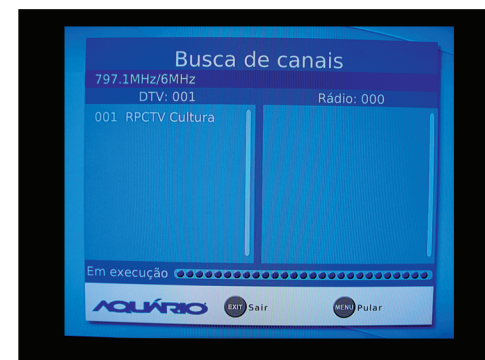 Busca de canais
797.1MHz/6MHz
DTV: 001
Rádio: 000
001 RPCTV Cultura
Em execução
AQUÁRIO
EXIT Sair
MENU Pular